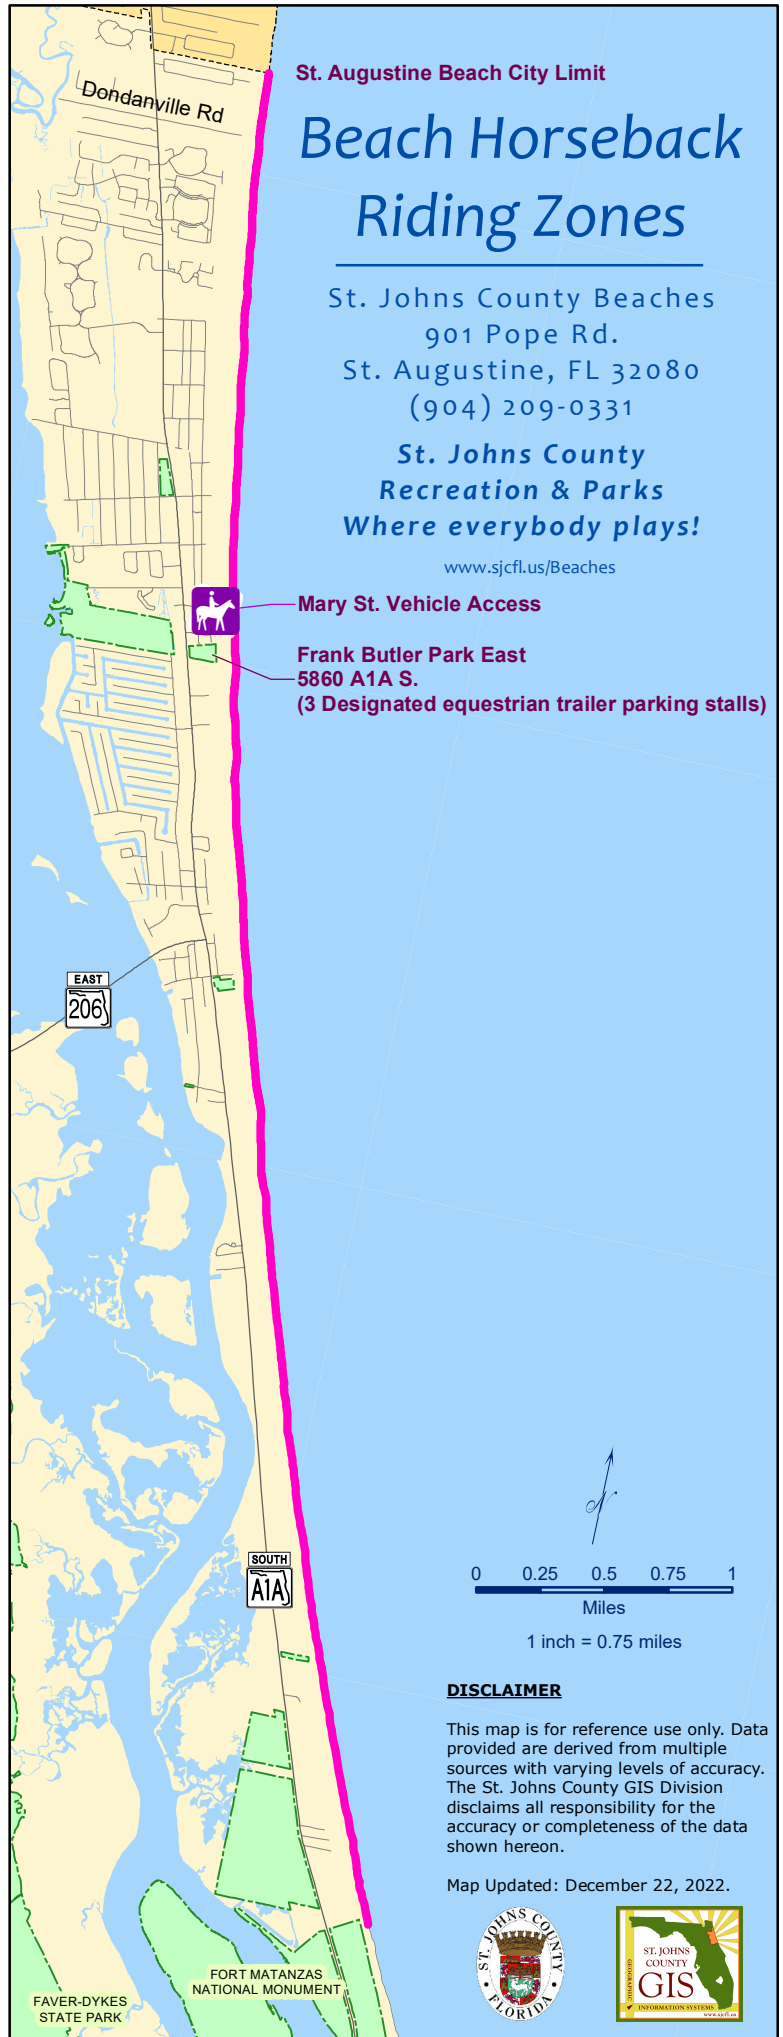 St. Augustine Beach City Limit
Dondanville Rd
Beach Horseback
Riding Zones
St. Johns County Beaches
901 Pope Rd.
St. Augustine, FL 32080
(904) 209-0331
St. Johns County
Recreation & Parks
Where everybody plays!
www.sjcfl.us/Beaches
Mary St. Vehicle Access
Frank Butler Park East
5860 A1A S.
(3 Designated equestrian trailer parking stalls)
EAST
206
N
SOUTH
A1A
0 0.25 0.5 0.75 1
Miles
1 inch = 0.75 miles
DISCLAIMER
This map is for reference use only. Data
provided are derived from multiple
sources with varying levels of accuracy.
The St. Johns County GIS Division
disclaims all responsibility for the
accuracy or completeness of the data
shown hereon.
Map Updated: December 22, 2022.
ST. JOHNS COUNTY
FLORIDA
ST. JOHNS
COUNTY
GIS
GEOGRAPHIC
INFORMATION SYSTEMS
www.sjcfl.us
FORT MATANZAS
NATIONAL MONUMENT
FAVER-DYKES
STATE PARK